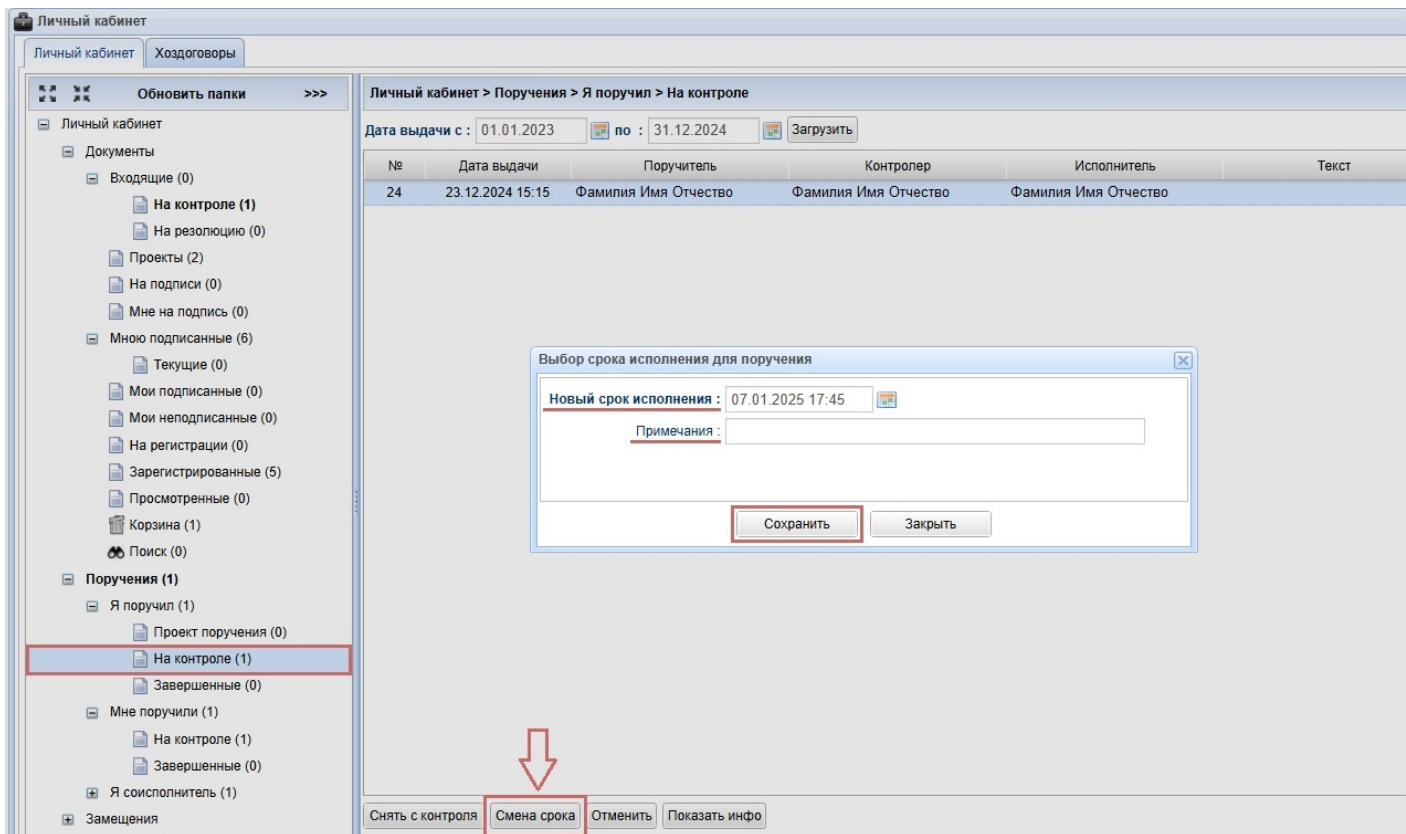 Личный кабинет
Личный кабинет Хоздоговоры
Обновить папки >>>
Личный кабинет
Документы
Входящие (0)
На контроле (1)
На резолюцию (0)
Проекты (2)
На подписи (0)
Мне на подпись (0)
Мною подписанные (6)
Текущие (0)
Мои подписанные (0)
Мои неподписанные (0)
На регистрации (0)
Зарегистрированные (5)
Просмотренные (0)
Корзина (1)
Поиск (0)
Поручения (1)
Я поручил (1)
Проект поручения (0)
На контроле (1)
Завершенные (0)
Мне поручили (1)
На контроле (1)
Завершенные (0)
Я соисполнитель (1)
Замещения
Личный кабинет > Поручения > Я поручил > На контроле
Дата выдачи с : 01.01.2023 по : 31.12.2024 Загрузить
№ Дата выдачи Поручитель Контролер Исполнитель Текст
24 23.12.2024 15:15 Фамилия Имя Отчество Фамилия Имя Отчество Фамилия Имя Отчество
Выбор срока исполнения для поручения
Новый срок исполнения : 07.01.2025 17:45
Примечания :
Сохранить Закрыть
Снять с контроля Смена срока Отменить Показать инфо